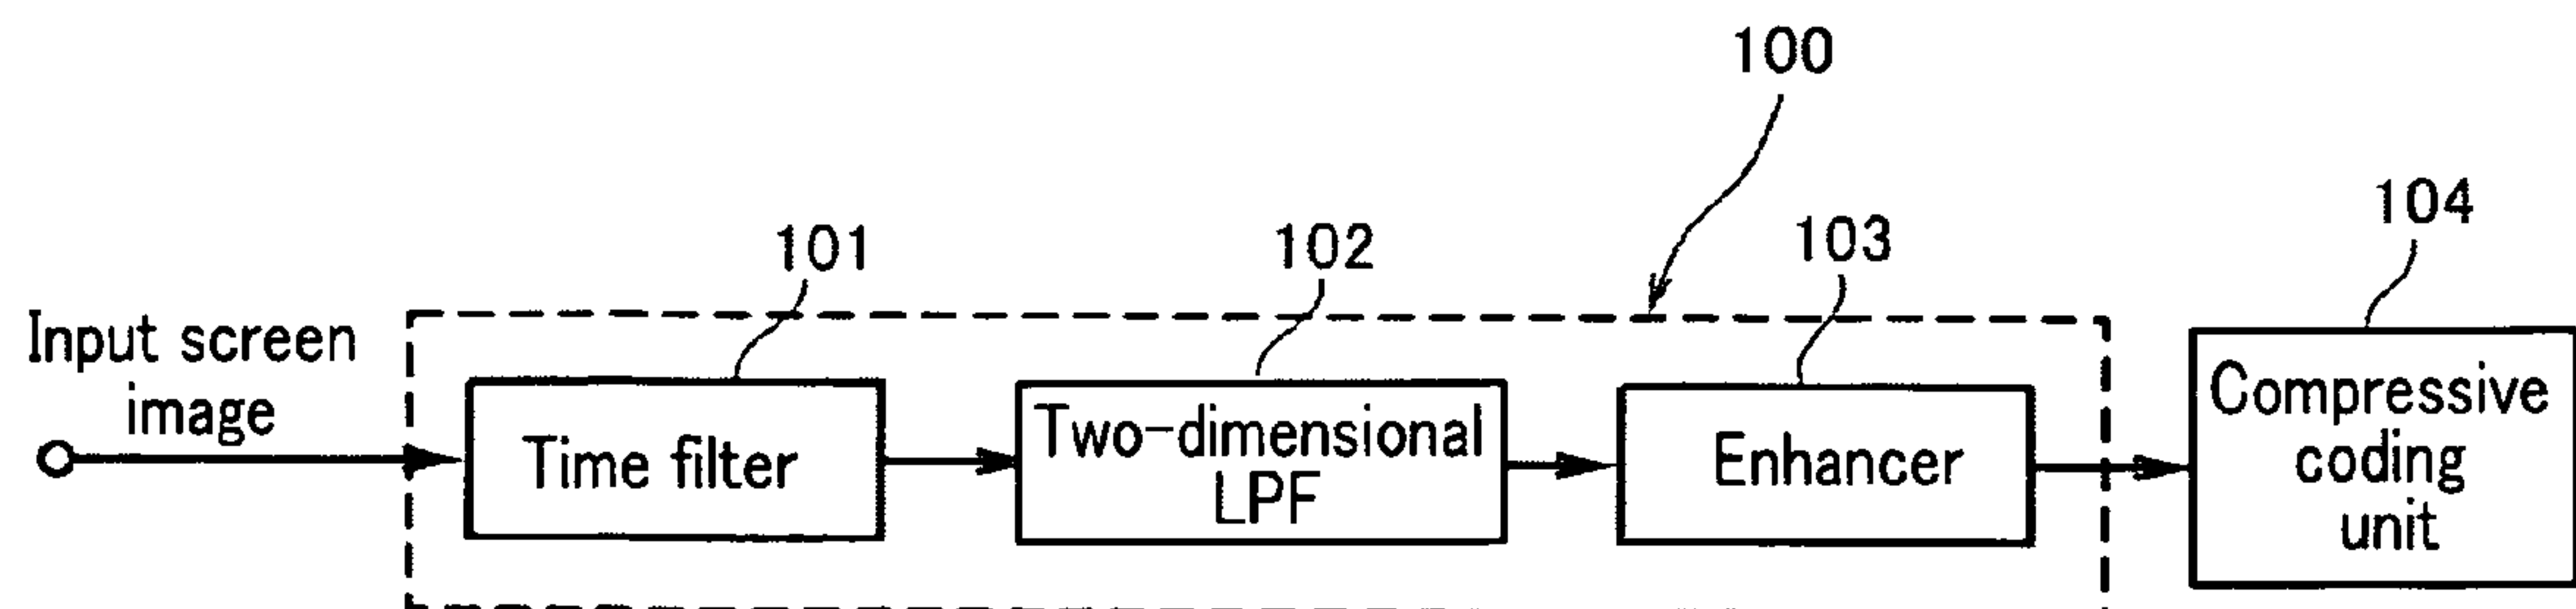 100
104
101
102
103
Input screen
image
Time filter
Two-dimensional
LPF
Enhancer
Compressive
coding
unit